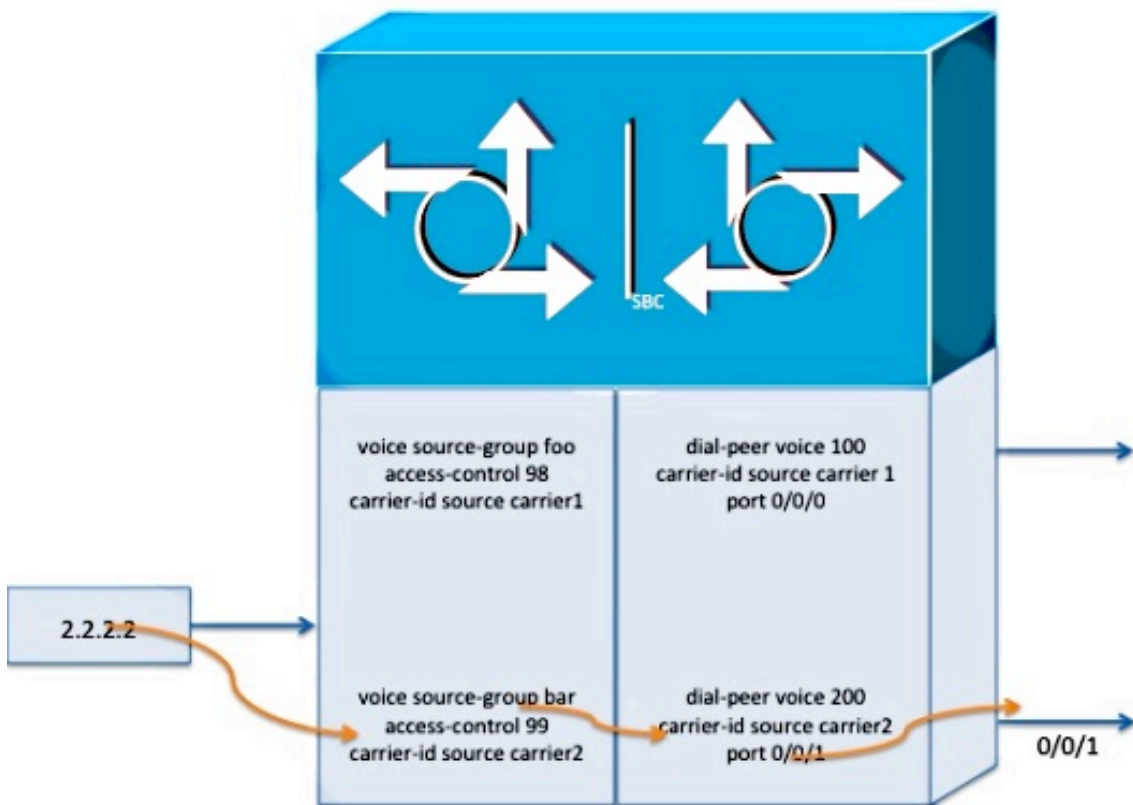 SBC
voice source-group foo
access-control 98
carrier-id source carrier1
dial-peer voice 100
carrier-id source carrier 1
port 0/0/0
2.2.2.2
voice source-group bar
access-control 99
carrier-id source carrier2
dial-peer voice 200
carrier-id source carrier2
port 0/0/1
0/0/1